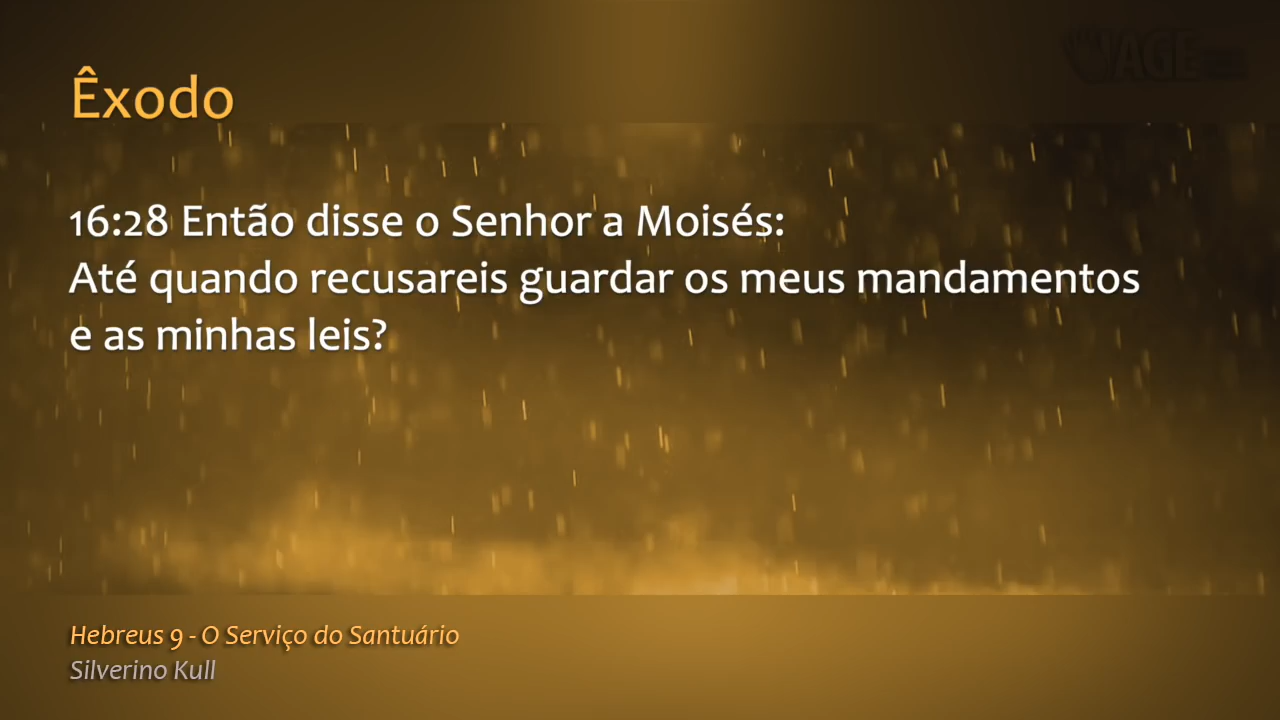 Êxodo
16:28 Então disse o Senhor a Moisés:
Até quando recusareis guardar os meus mandamentos
e as minhas leis?
Hebreus 9 - O Serviço do Santuário
Silverino Kull